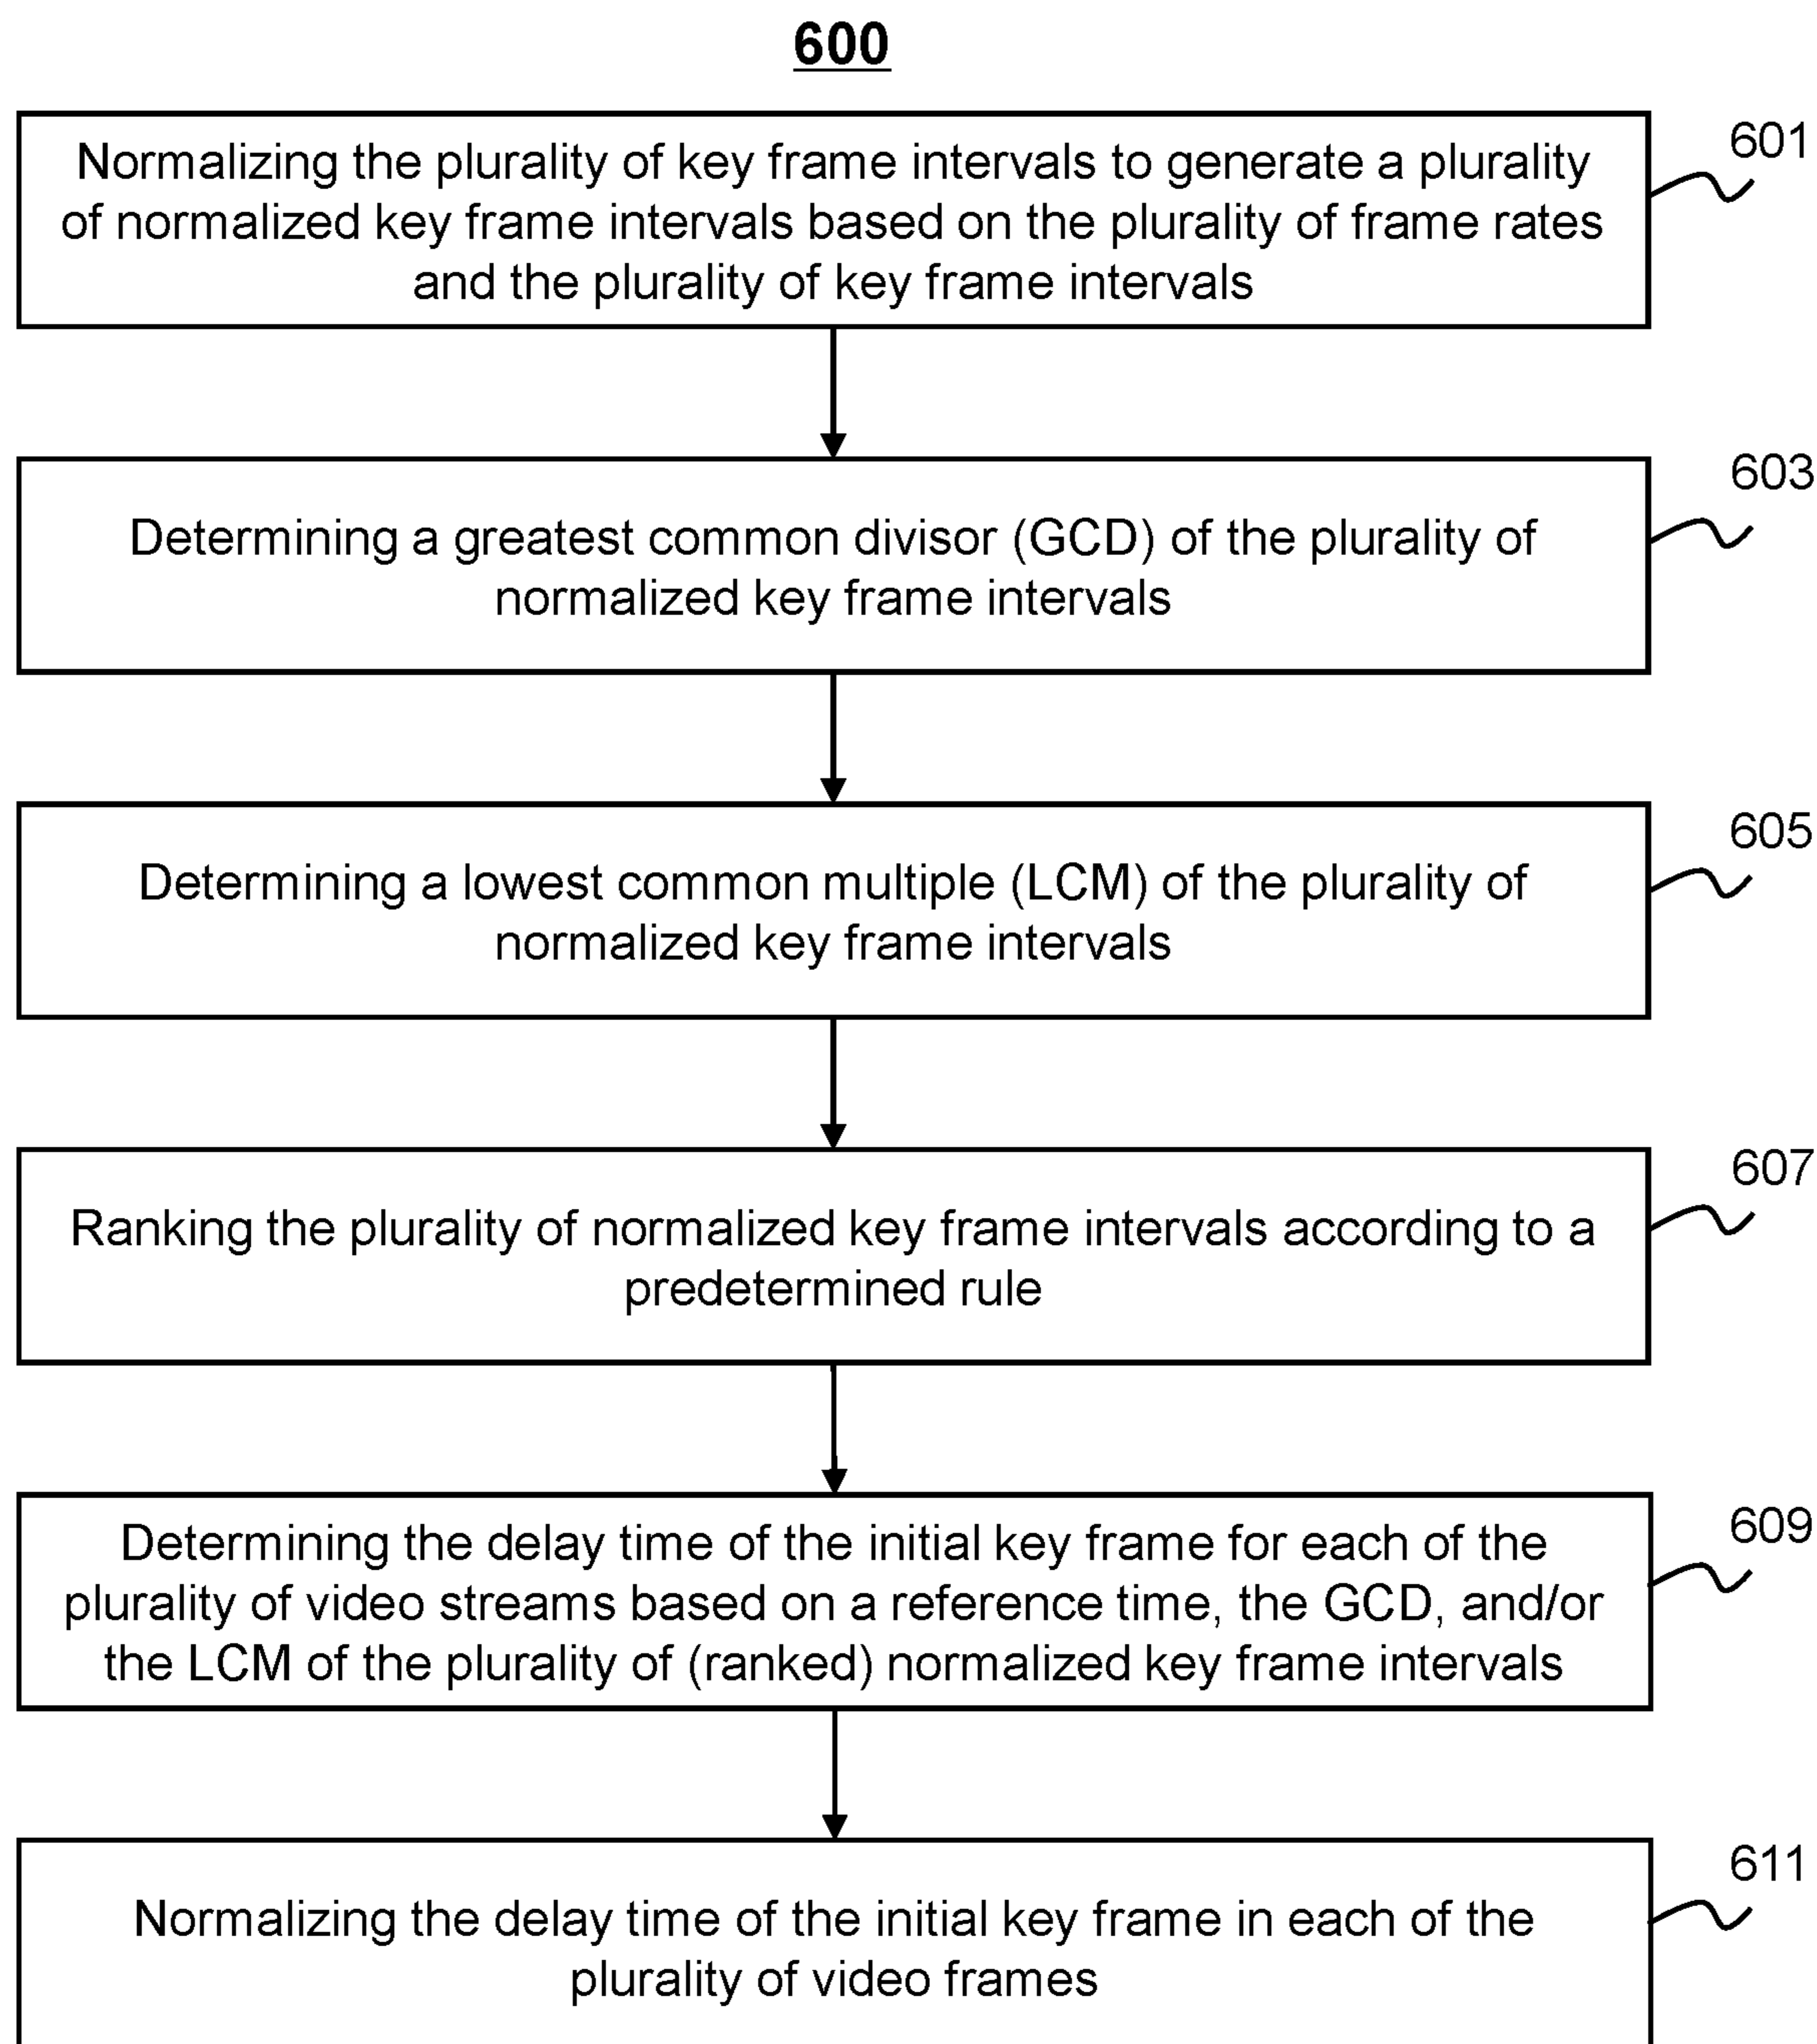 600
Normalizing the plurality of key frame intervals to generate a plurality
of normalized key frame intervals based on the plurality of frame rates
and the plurality of key frame intervals
601
Determining a greatest common divisor (GCD) of the plurality of
normalized key frame intervals
603
Determining a lowest common multiple (LCM) of the plurality of
normalized key frame intervals
605
Ranking the plurality of normalized key frame intervals according to a
predetermined rule
607
Determining the delay time of the initial key frame for each of the
plurality of video streams based on a reference time, the GCD, and/or
the LCM of the plurality of (ranked) normalized key frame intervals
609
Normalizing the delay time of the initial key frame in each of the
plurality of video frames
611